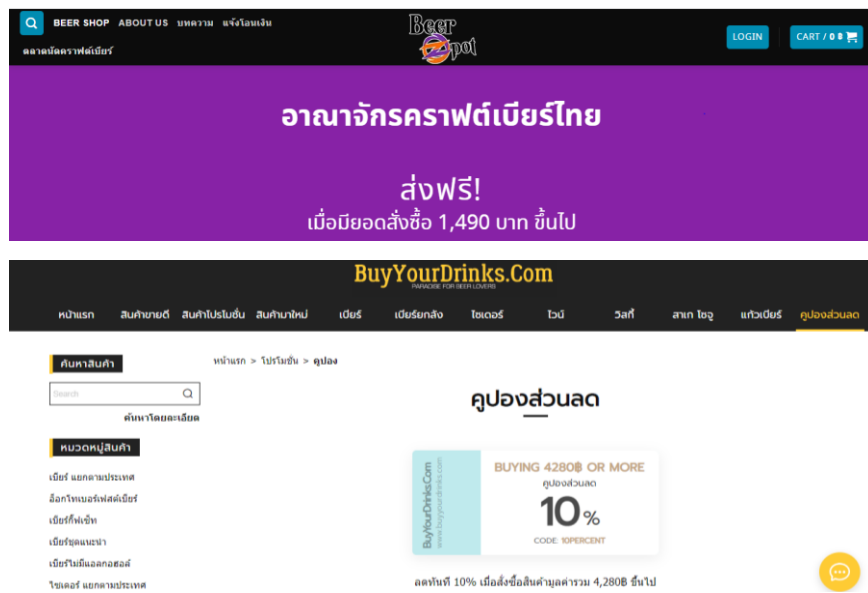 BEER SHOP ABOUT US บทความ แจ้งโอนเงิน
ตลาดนัดคราฟต์เบียร์
Beer Spot
LOGIN
CART / 0 ฿
อาณาจักรคราฟต์เบียร์ไทย
ส่งฟรี!
เมื่อมียอดสั่งซื้อ 1,490 บาท ขึ้นไป
BuyYourDrinks.Com
PARADISE FOR BEER LOVERS
หน้าแรก สินค้าขายดี สินค้าโปรโมชั่น สินค้ามาใหม่ เบียร์ เบียร์ยกลัง ไซเดอร์ ไวน์ วิสกี้ สาเก โซจู แก้วเบียร์ คูปองส่วนลด
ค้นหาสินค้า
หน้าแรก > โปรโมชั่น > คูปอง
Search
ค้นหาโดยละเอียด
คูปองส่วนลด
หมวดหมู่สินค้า
เบียร์ แยกตามประเทศ
อ็อกโทเบอร์เฟสต์เบียร์
เบียร์กิ๊ฟเซ็ท
เบียร์ชุดแนะนำ
เบียร์ไม่มีแอลกอฮอล์
ไซเดอร์ แยกตามประเทศ
BuyYourDrinks.Com
www.buyyourdrinks.com
BUYING 4280฿ OR MORE
คูปองส่วนลด
10%
CODE: 10PERCENT
ลดทันที 10% เมื่อสั่งซื้อสินค้ามูลค่ารวม 4,280฿ ขึ้นไป